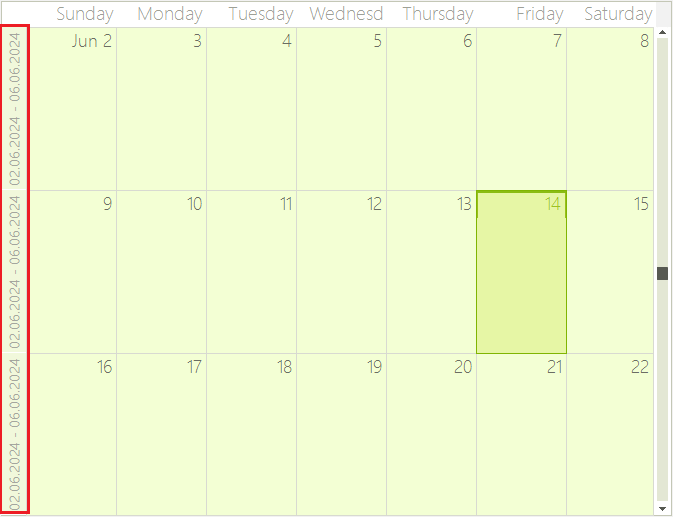 Sunday Monday Tuesday Wednesd Thursday Friday Saturday
02.06.2024 - 06.06.2024
Jun 2 3 4 5 6 7 8
02.06.2024 - 06.06.2024
9 10 11 12 13 14 15
02.06.2024 - 06.06.2024
16 17 18 19 20 21 22